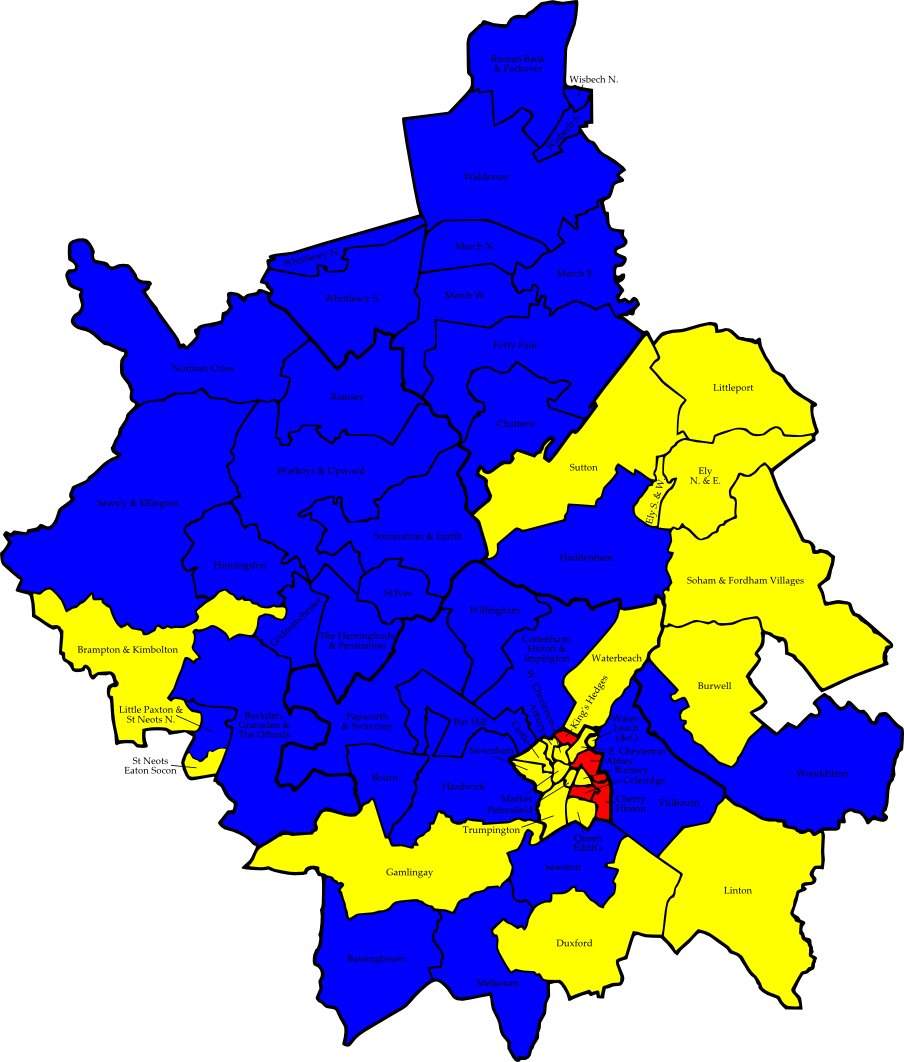 Roman Bank
& Peckover
Wisbech N.
Wisbech S.
Waldersey
March N.
Whittlesey N.
March E.
March W.
Whittlesey S.
Forty Foot
Norman Cross
Littleport
Ramsey
Chatteris
Sutton
Warboys & Upwood
Ely
N. & E.
Ely S. & W.
Sawtry & Ellington
Somersham & Earith
Haddenham
Huntingdon
Soham & Fordham Villages
St Ives
Willingham
Godmanchester
The Hemingfords
& Fenstanton
Cottenham,
Histon &
Impington
Brampton & Kimbolton
Waterbeach
Burwell
King's Hedges
W. Chesterton
Arbury
Castle
Little Paxton &
St Neots N.
Buckden,
Gransden &
The Offords
Papworth
& Swavesey
Bar Hill
Water-
beach
(det.)
Newnham
E. Chesterton
Abbey
Romsey
Coleridge
St Neots
Eaton Socon
Bourn
Hardwick
Woodditton
Market
Petersfield
Cherry
Hinton
Fulbourn
Trumpington
Queen
Edith's
Sawston
Gamlingay
Linton
Duxford
Bassingbourn
Melbourn